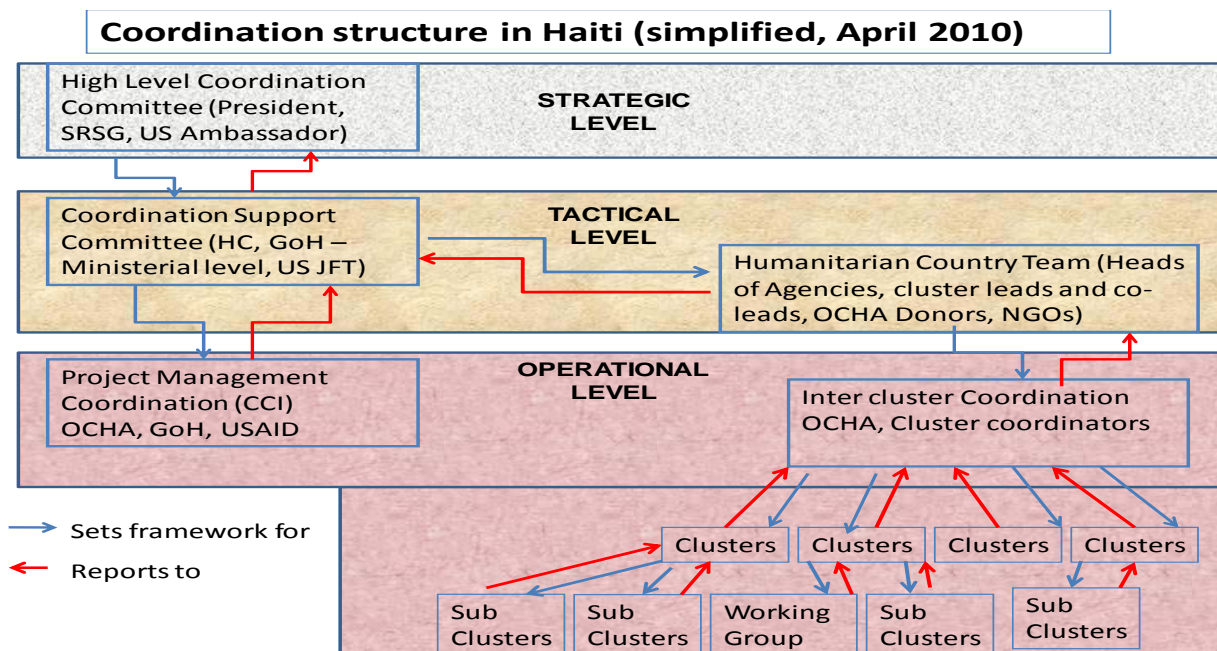 Coordination structure in Haiti (simplified, April 2010)
High Level Coordination
Committee (President,
SRSG, US Ambassador)
STRATEGIC
LEVEL
Coordination Support
Committee (HC, GoH –
Ministerial level, US JFT)
TACTICAL
LEVEL
Humanitarian Country Team (Heads
of Agencies, cluster leads and co-
leads, OCHA Donors, NGOs)
Project Management
Coordination (CCI)
OCHA, GoH, USAID
OPERATIONAL
LEVEL
Inter cluster Coordination
OCHA, Cluster coordinators
Sets framework for
Reports to
Clusters
Clusters
Clusters
Clusters
Sub
Clusters
Sub
Clusters
Working
Group
Sub
Clusters
Sub
Clusters